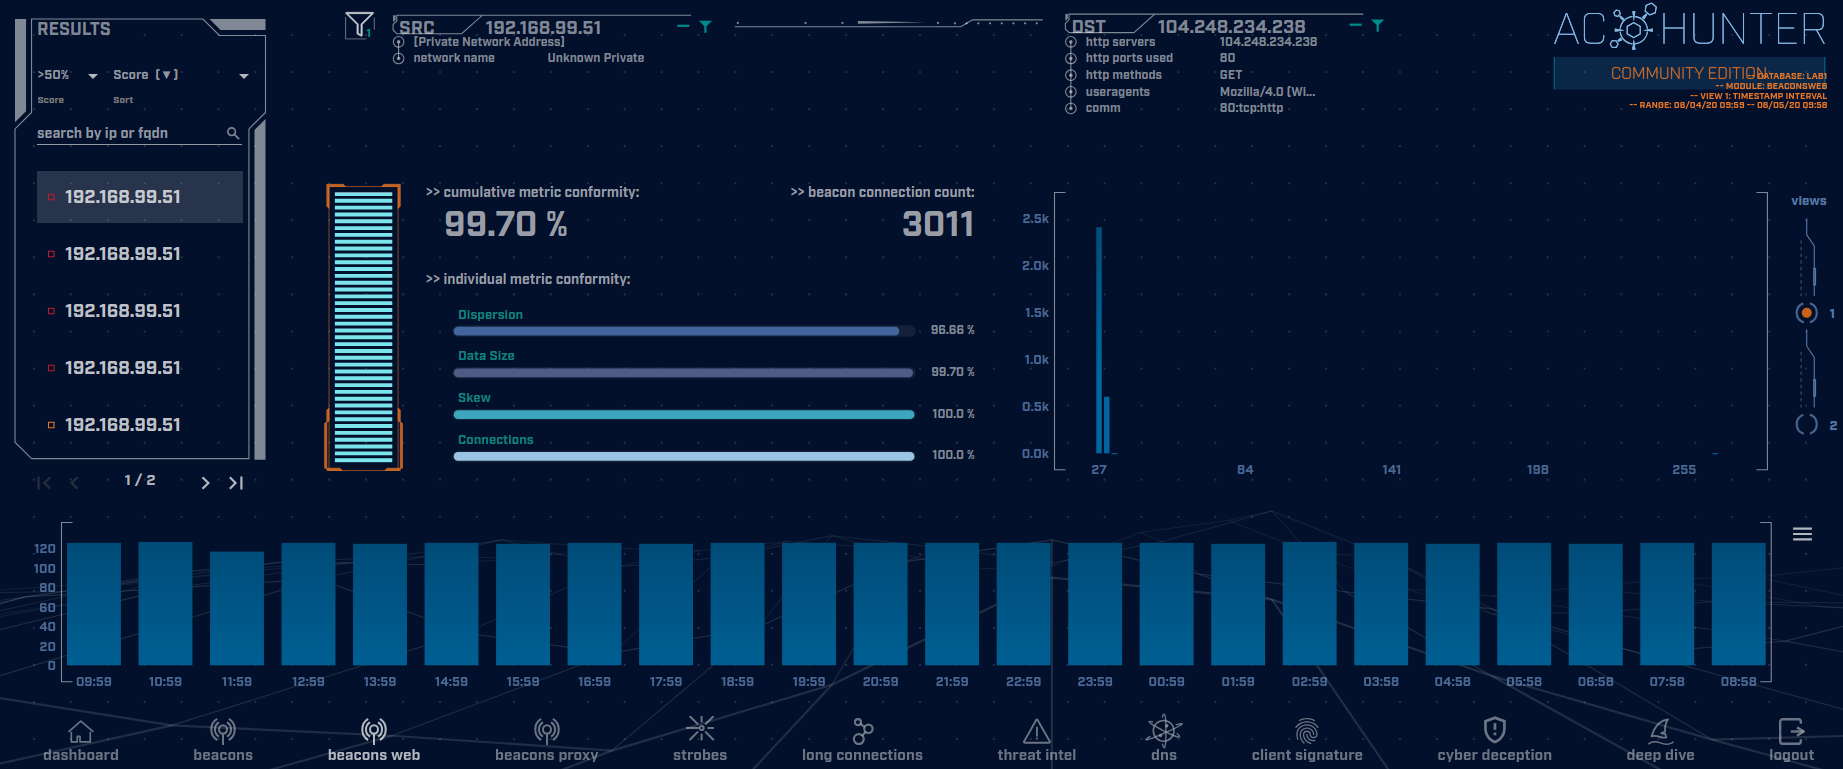 RESULTS
>50%
Score [▼]
Score
Sort
search by ip or fqdn
192.168.99.51
192.168.99.51
192.168.99.51
192.168.99.51
192.168.99.51
1 / 2
1
SRC 192.168.99.51
[Private Network Address]
network name Unknown Private
DST 104.248.234.238
http servers 104.248.234.238
http ports used 80
http methods GET
useragents Mozilla/4.0 (Wi...
comm 80:tcp:http
AC HUNTER
COMMUNITY EDITION
-- DATABASE: LAB1
-- MODULE: BEACONSWEB
-- VIEW 1: TIMESTAMP INTERVAL
-- RANGE: 06/04/20 09:59 -- 06/05/20 09:58
>> cumulative metric conformity:
99.70 %
>> beacon connection count:
3011
>> individual metric conformity:
Dispersion
96.66 %
Data Size
99.70 %
Skew
100.0 %
Connections
100.0 %
2.5k
2.0k
1.5k
1.0k
0.5k
0.0k
27 84 141 198 255
views
1
2
120
100
80
60
40
20
0
09:59 10:59 11:59 12:59 13:59 14:59 15:59 16:59 17:59 18:59 19:59 20:59 21:59 22:59 23:59 00:59 01:59 02:59 03:58 04:58 05:58 06:58 07:58 08:58
dashboard beacons beacons web beacons proxy strobes long connections threat intel dns client signature cyber deception deep dive logout